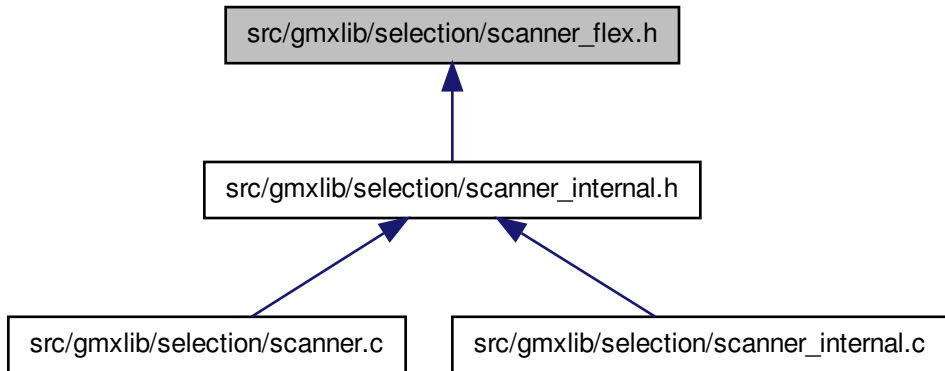 src/gmxlib/selection/scanner_flex.h
src/gmxlib/selection/scanner_internal.h
src/gmxlib/selection/scanner.c
src/gmxlib/selection/scanner_internal.c